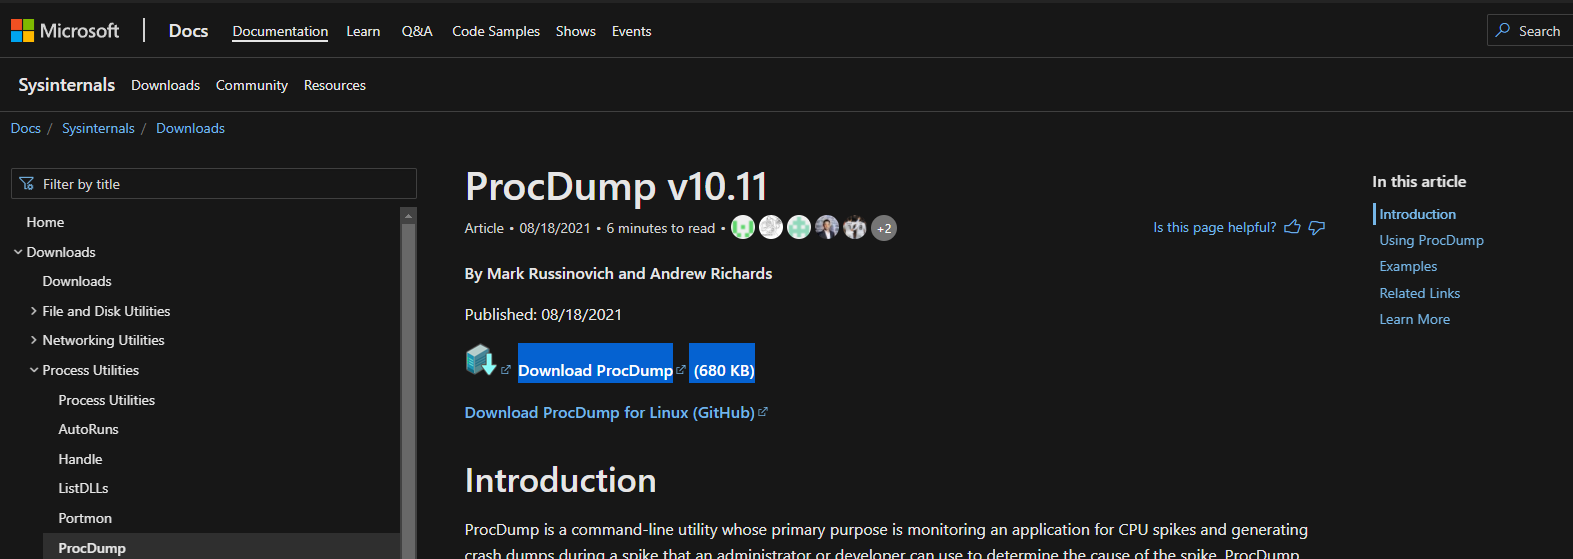 Microsoft
Docs
Documentation
Learn
Q&A
Code Samples
Shows
Events
Search
Sysinternals
Downloads
Community
Resources
Docs / Sysinternals / Downloads
Filter by title
Home
Downloads
Downloads
File and Disk Utilities
Networking Utilities
Process Utilities
Process Utilities
AutoRuns
Handle
ListDLLs
Portmon
ProcDump
ProcDump v10.11
Article • 08/18/2021 • 6 minutes to read • +2
Is this page helpful?
By Mark Russinovich and Andrew Richards
Published: 08/18/2021
Download ProcDump (680 KB)
Download ProcDump for Linux (GitHub)
Introduction
ProcDump is a command-line utility whose primary purpose is monitoring an application for CPU spikes and generating
crash dumps during a spike that an administrator or developer can use to determine the cause of the spike. ProcDump
In this article
Introduction
Using ProcDump
Examples
Related Links
Learn More